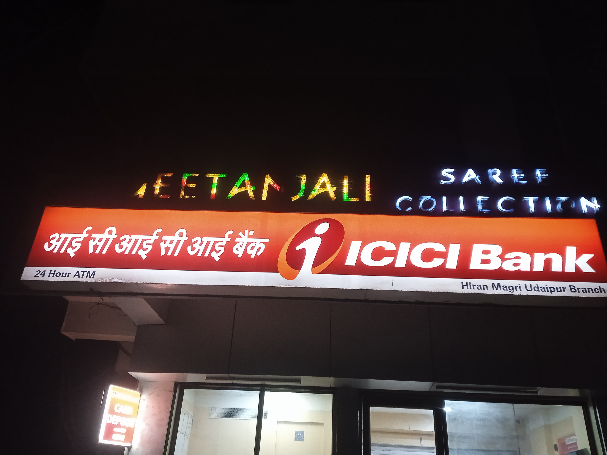 EETANJALI
SAREE
COLLECTION
आई सी आई सी आई बैंक
ICICI Bank
24 Hour ATM
Hiran Magri Udaipur Branch